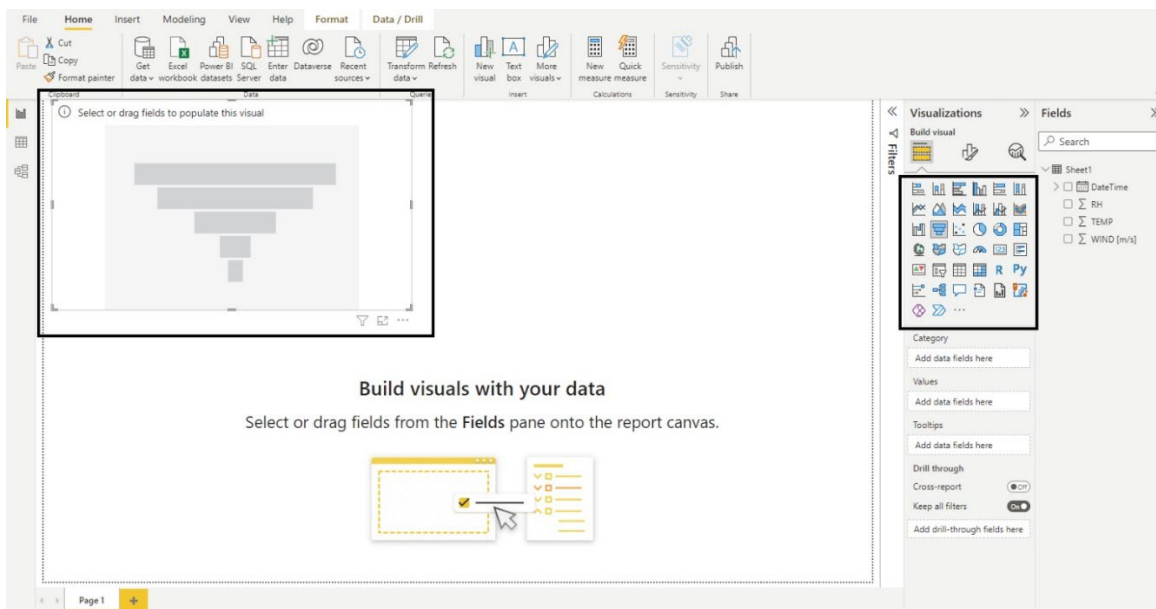 File Home Insert Modeling View Help Format Data / Drill
Paste
Cut
Copy
Format painter
Clipboard
Get data
Excel workbook
Power BI datasets
SQL Server
Enter data
Dataverse
Recent sources
Data
Transform data
Refresh
Queries
New visual
A
Text box
More visuals
Insert
New measure
Quick measure
Calculations
Sensitivity
Sensitivity
Publish
Share
Select or drag fields to populate this visual
Build visuals with your data
Select or drag fields from the Fields pane onto the report canvas.
Filters
Visualizations
Build visual
123
R Py
Category
Add data fields here
Values
Add data fields here
Tooltips
Add data fields here
Drill through
Cross-report Off
Keep all filters On
Add drill-through fields here
Fields
Search
Sheet1
DateTime
∑ RH
∑ TEMP
∑ WIND [m/s]
Page 1 +